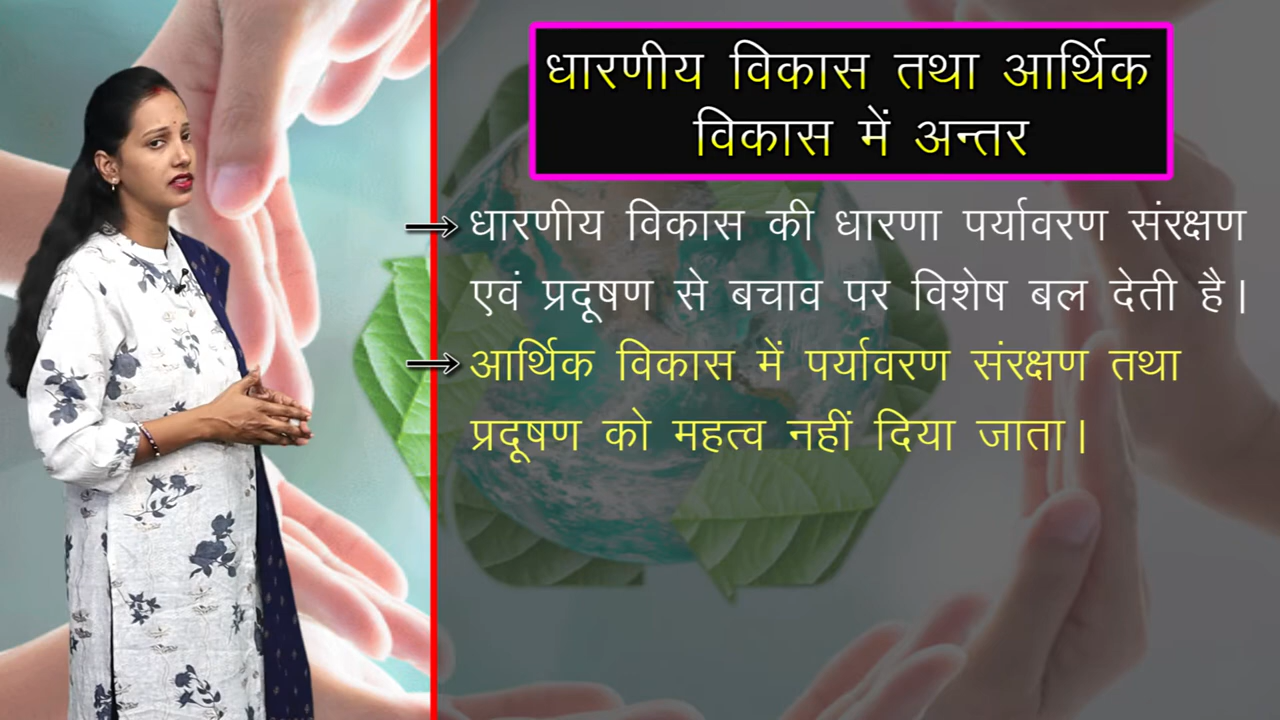 धारणीय विकास तथा आर्थिक
विकास में अन्तर
→ धारणीय विकास की धारणा पर्यावरण संरक्षण
एवं प्रदूषण से बचाव पर विशेष बल देती है।
→ आर्थिक विकास में पर्यावरण संरक्षण तथा
प्रदूषण को महत्व नहीं दिया जाता।